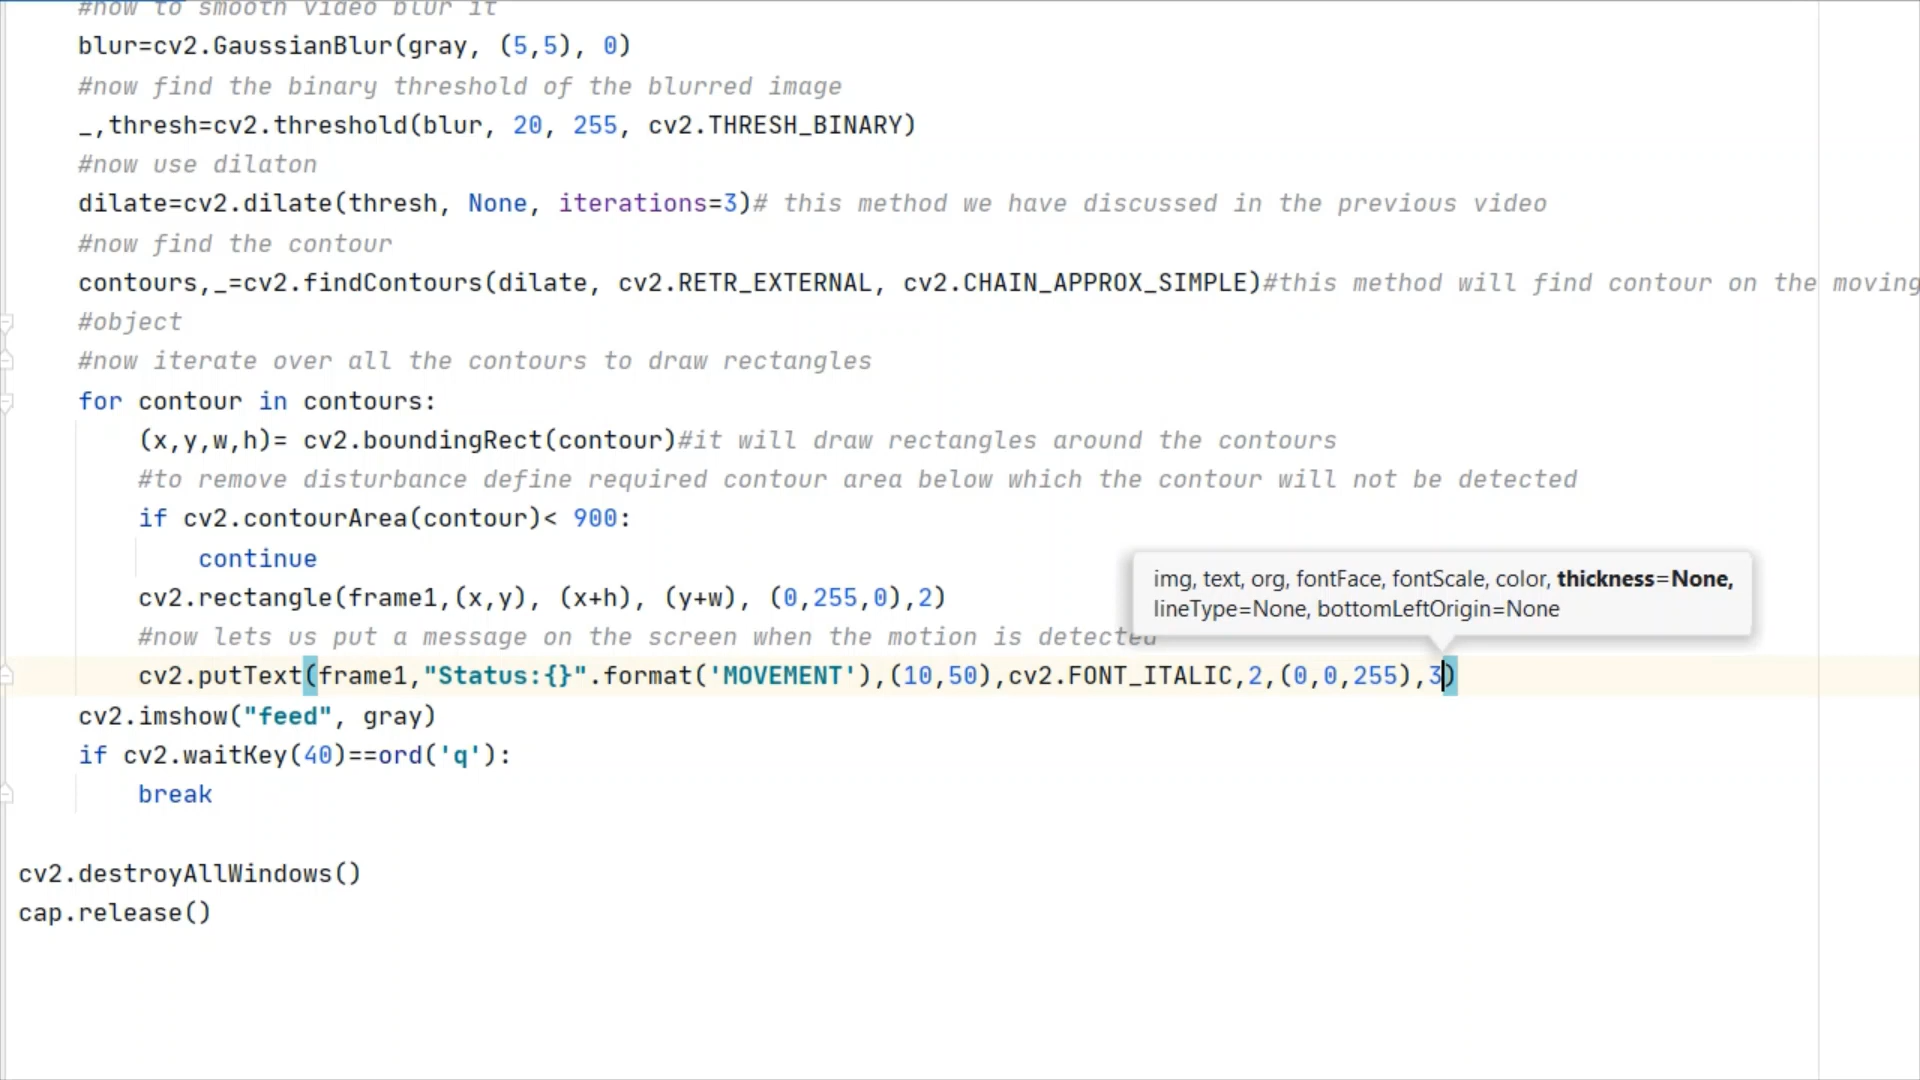 #now to smooth video blur it
blur=cv2.GaussianBlur(gray, (5,5), 0)
#now find the binary threshold of the blurred image
_,thresh=cv2.threshold(blur, 20, 255, cv2.THRESH_BINARY)
#now use dilaton
dilate=cv2.dilate(thresh, None, iterations=3)# this method we have discussed in the previous video
#now find the contour
contours,_=cv2.findContours(dilate, cv2.RETR_EXTERNAL, cv2.CHAIN_APPROX_SIMPLE)#this method will find contour on the moving
#object
#now iterate over all the contours to draw rectangles
for contour in contours:
(x,y,w,h)= cv2.boundingRect(contour)#it will draw rectangles around the contours
#to remove disturbance define required contour area below which the contour will not be detected
if cv2.contourArea(contour)< 900:
continue
img, text, org, fontFace, fontScale, color, thickness=None,
lineType=None, bottomLeftOrigin=None
cv2.rectangle(frame1,(x,y), (x+h), (y+w), (0,255,0),2)
#now lets us put a message on the screen when the motion is detected
cv2.putText(frame1,"Status:{}".format('MOVEMENT'),(10,50),cv2.FONT_ITALIC,2,(0,0,255),3)
cv2.imshow("feed", gray)
if cv2.waitKey(40)==ord('q'):
break
cv2.destroyAllWindows()
cap.release()